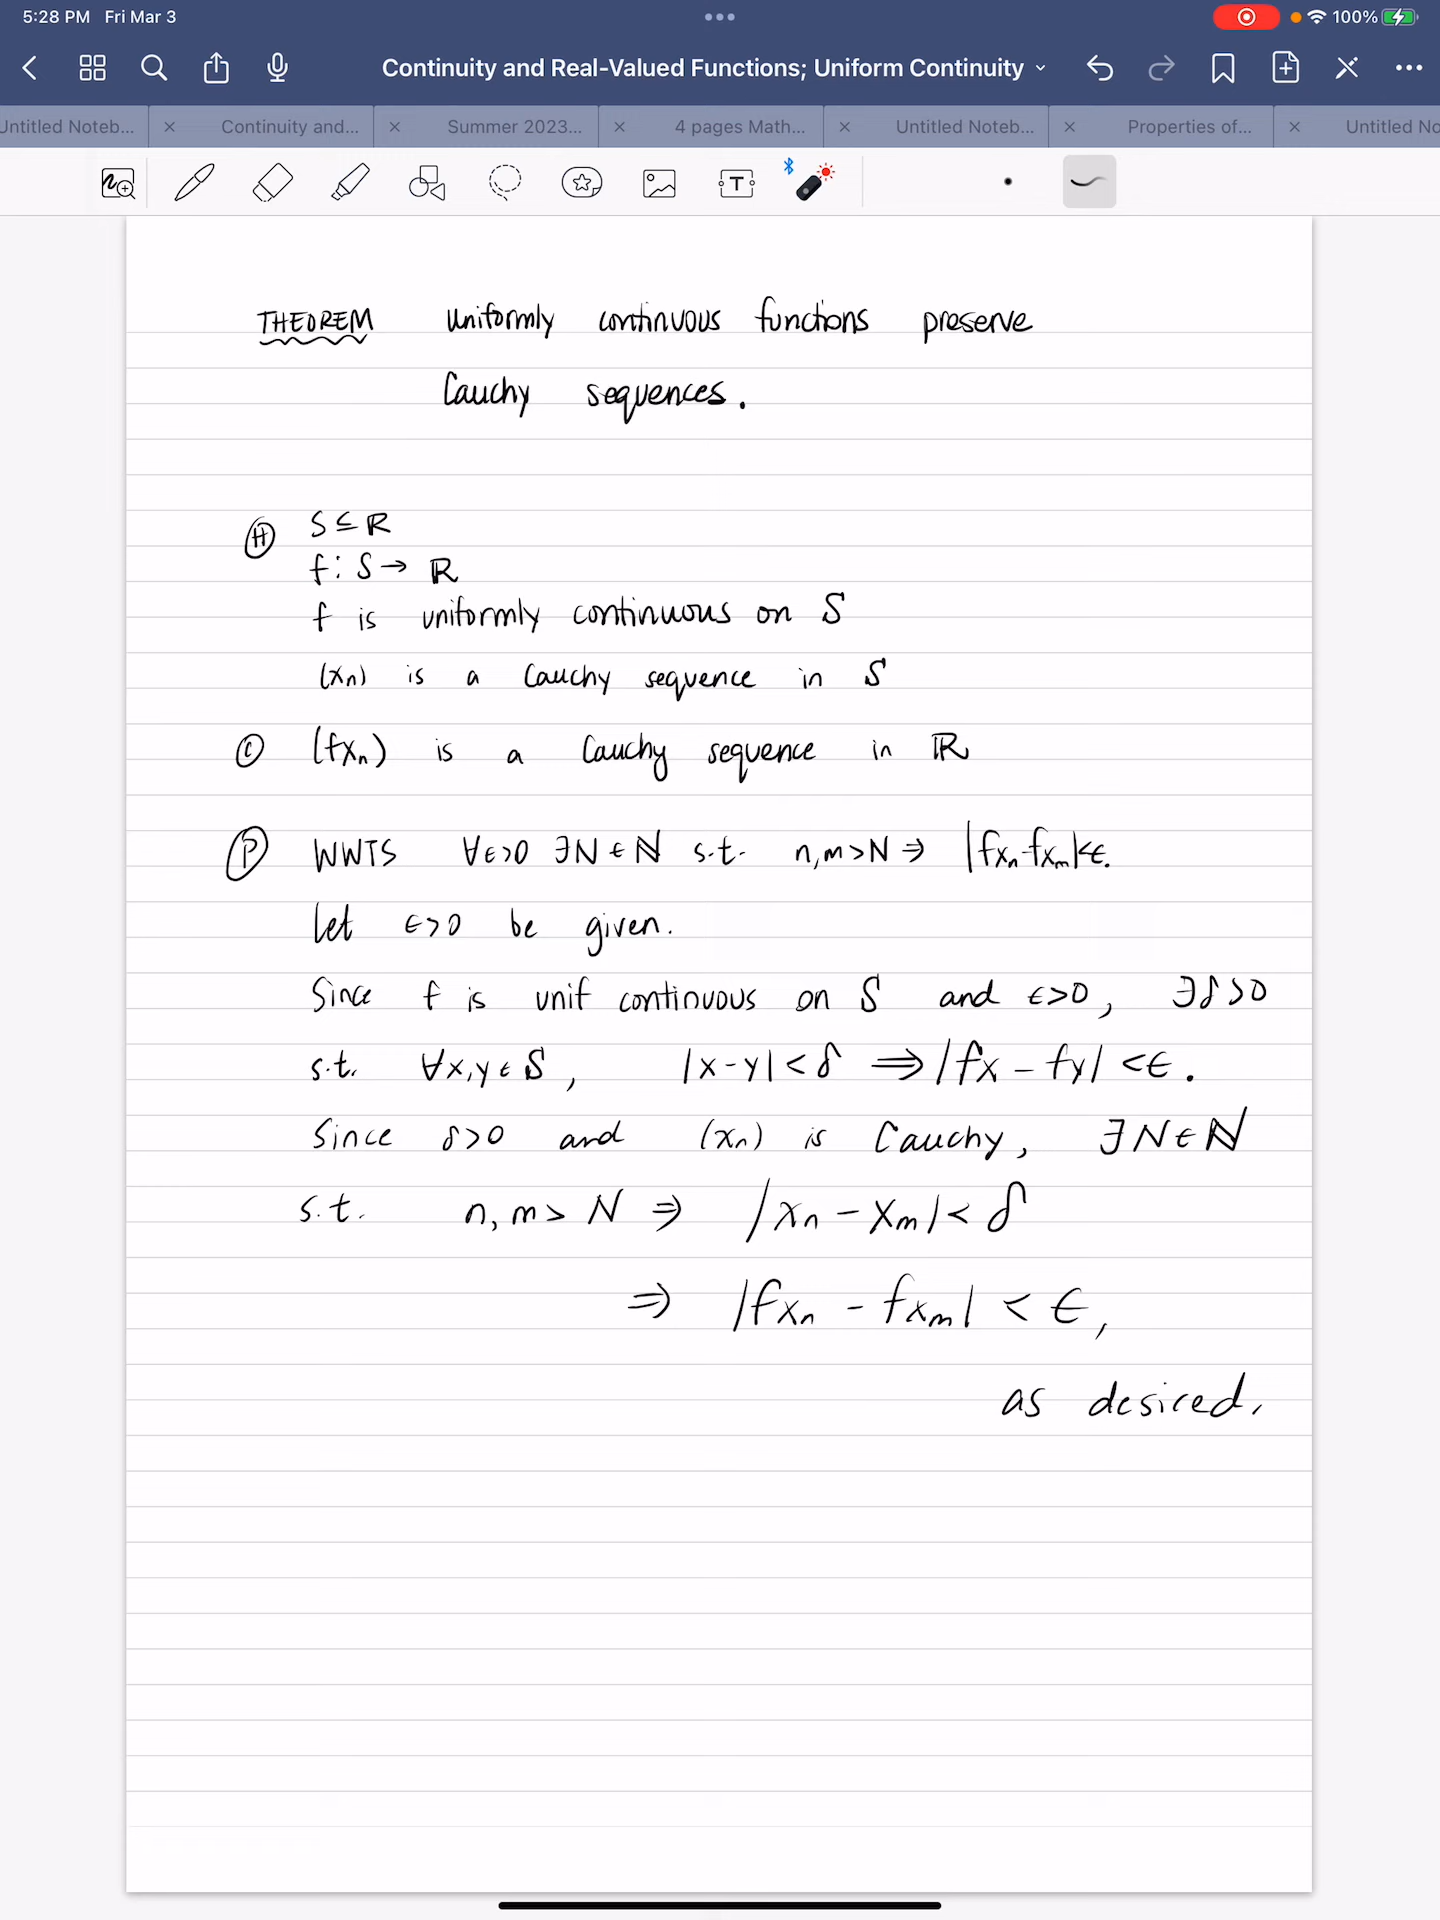 5:28 PM Fri Mar 3
100%
Continuity and Real-Valued Functions; Uniform Continuity
Untitled Noteb... Continuity and... Summer 2023... 4 pages Math... Untitled Noteb... Properties of... Untitled No
THEOREM Uniformly continuous functions preserve
Cauchy sequences.
Ⓗ S ⊆ ℝ
f: S → ℝ
f is uniformly continuous on S
(xₙ) is a Cauchy sequence in S
Ⓒ (fxₙ) is a Cauchy sequence in ℝ
Ⓟ WWTS ∀ϵ>0 ∃N ∈ ℕ s.t. n,m>N ⇒ |fxₙ-fxₘ|<ϵ.
Let ϵ>0 be given.
Since f is unif continuous on S and ϵ>0, ∃δ>0
s.t. ∀x,y ∈ S, |x-y|<δ ⇒ |fx - fy| <ϵ.
Since δ>0 and (xₙ) is Cauchy, ∃N∈ℕ
s.t. n,m> N ⇒ |xₙ - xₘ|< δ
⇒ |fxₙ - fxₘ| < ϵ,
as desired.